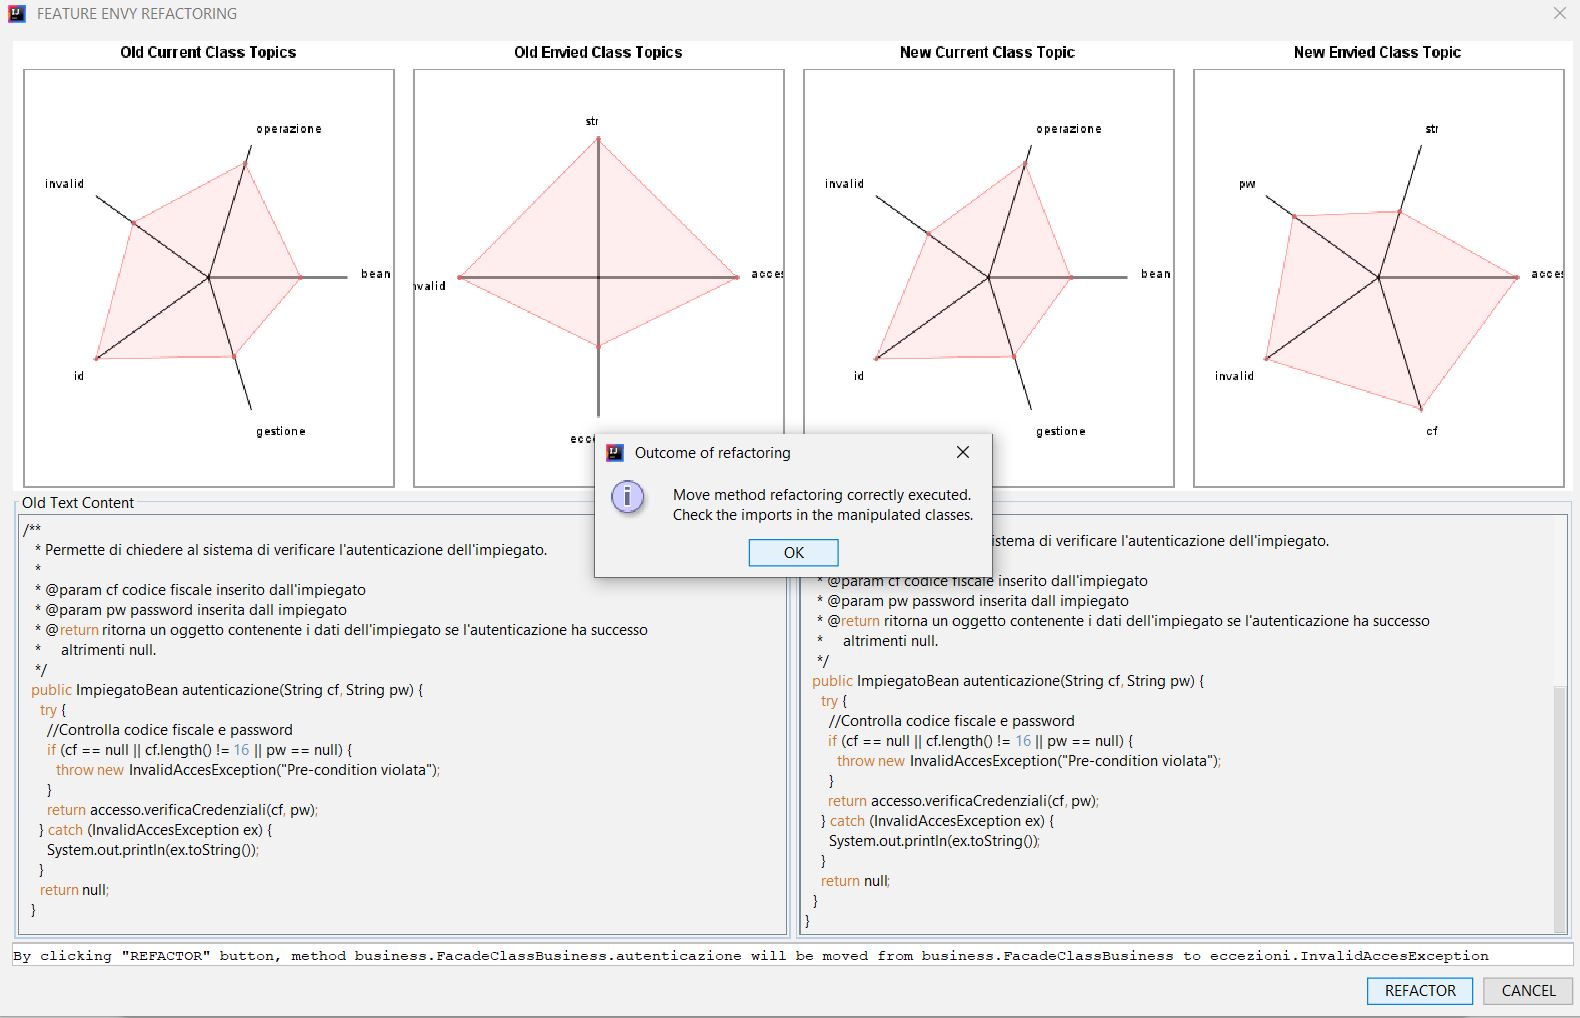 FEATURE ENVY REFACTORING
Old Current Class Topics
operazione
invalid
bean
id
gestione
Old Envied Class Topics
str
New Current Class Topic
operazione
invalid
bean
id
gestione
New Envied Class Topic
str
pw
invalid
cf
Outcome of refactoring
Move method refactoring correctly executed.
Check the imports in the manipulated classes.
OK
Old Text Content
/**
* Permette di chiedere al sistema di verificare l'autenticazione dell'impiegato.
*
* @param cf codice fiscale inserito dall'impiegato
* @param pw password inserita dall impiegato
* @return ritorna un oggetto contenente i dati dell'impiegato se l'autenticazione ha successo
* altrimenti null.
*/
public ImpiegatoBean autenticazione(String cf, String pw) {
try {
//Controlla codice fiscale e password
if (cf == null || cf.length() != 16 || pw == null) {
throw new InvalidAccesException("Pre-condition violata");
}
return accesso.verificaCredenziali(cf, pw);
} catch (InvalidAccesException ex) {
System.out.println(ex.toString());
}
return null;
}
istema di verificare l'autenticazione dell'impiegato.
* @param cf codice fiscale inserito dall'impiegato
* @param pw password inserita dall impiegato
* @return ritorna un oggetto contenente i dati dell'impiegato se l'autenticazione ha successo
* altrimenti null.
*/
public ImpiegatoBean autenticazione(String cf, String pw) {
try {
//Controlla codice fiscale e password
if (cf == null || cf.length() != 16 || pw == null) {
throw new InvalidAccesException("Pre-condition violata");
}
return accesso.verificaCredenziali(cf, pw);
} catch (InvalidAccesException ex) {
System.out.println(ex.toString());
}
return null;
}
}
By clicking "REFACTOR" button, method business.FacadeClassBusiness.autenticazione will be moved from business.FacadeClassBusiness to eccezioni.InvalidAccesException
REFACTOR
CANCEL